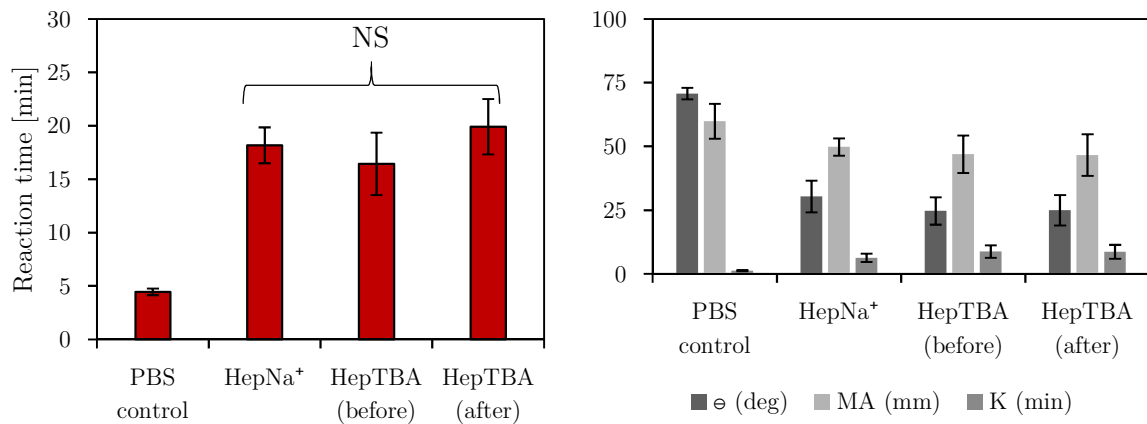 Reaction time [min]
30
25
20
15
10
5
0
NS
PBS control
HepNa⁺
HepTBA (before)
HepTBA (after)
100
75
50
25
0
PBS control
HepNa⁺
HepTBA (before)
HepTBA (after)
⊖ (deg)
MA (mm)
K (min)